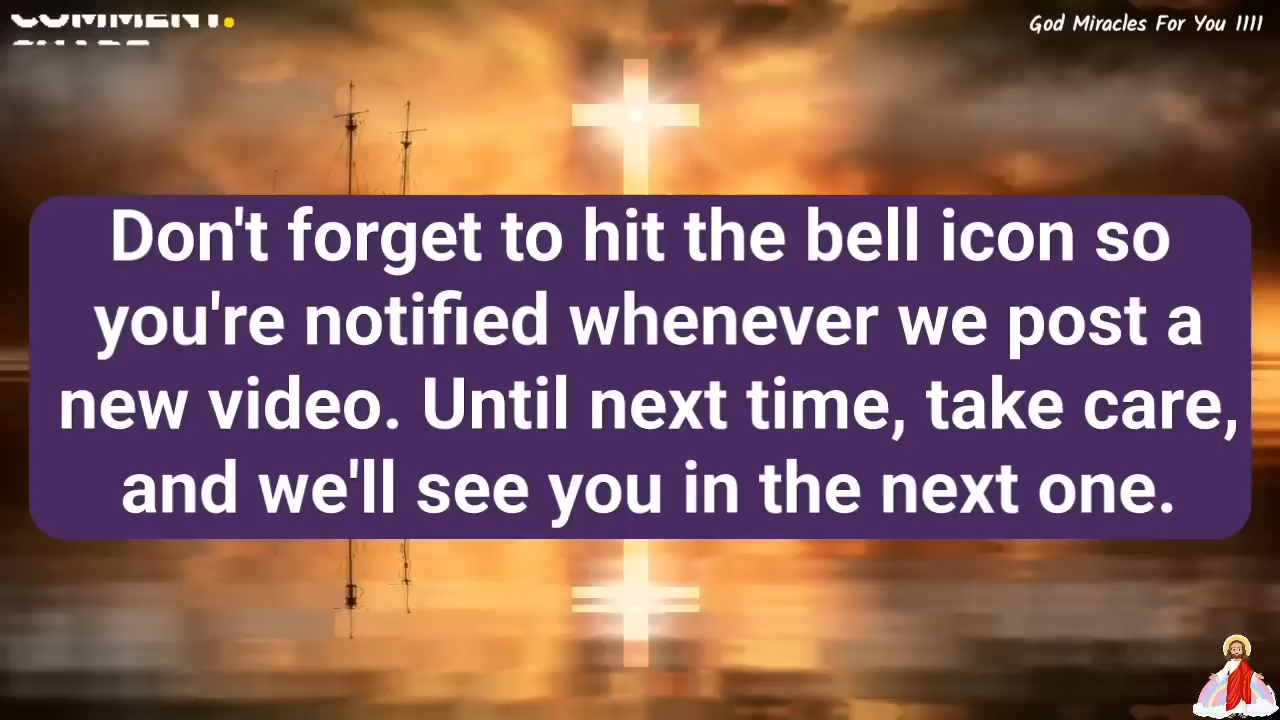 COMMENT.
God Miracles For You 1111
Don't forget to hit the bell icon so
you're notified whenever we post a
new video. Until next time, take care,
and we'll see you in the next one.